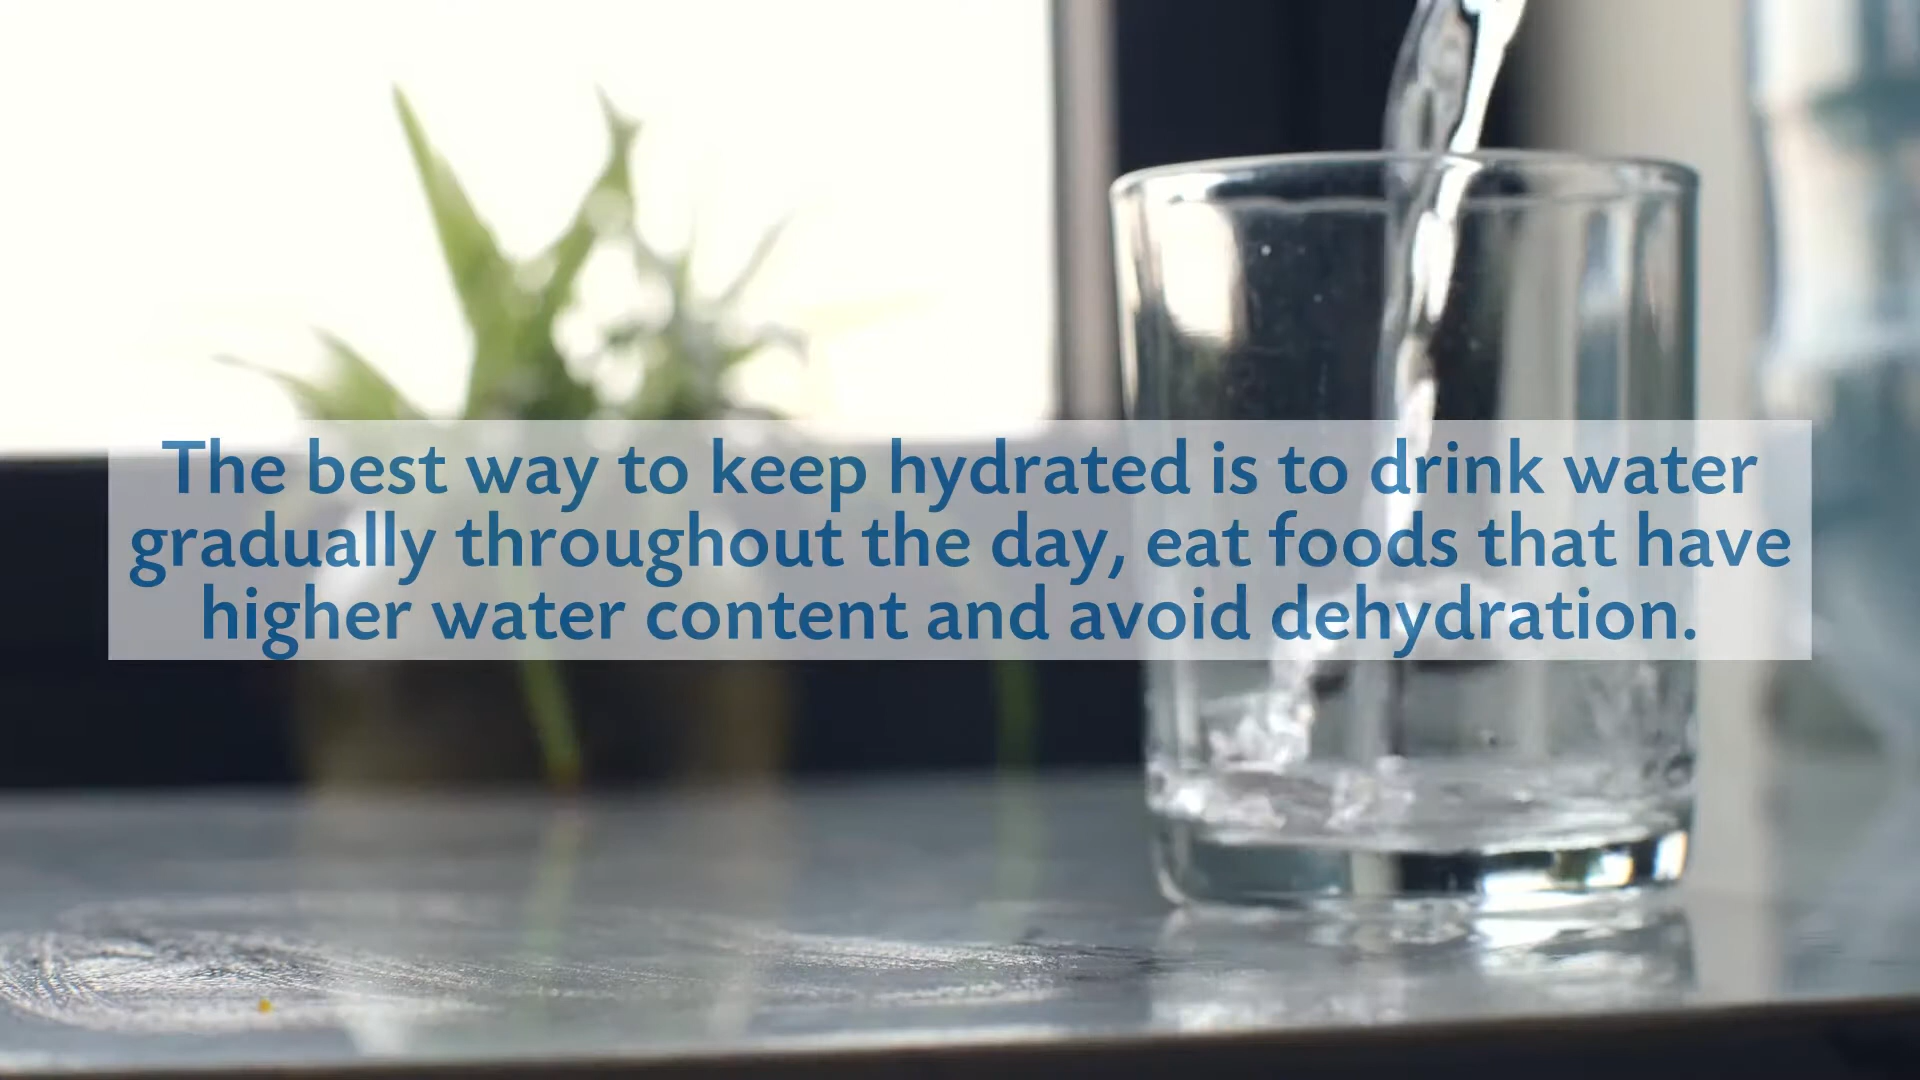 The best way to keep hydrated is to drink water
gradually throughout the day, eat foods that have
higher water content and avoid dehydration.